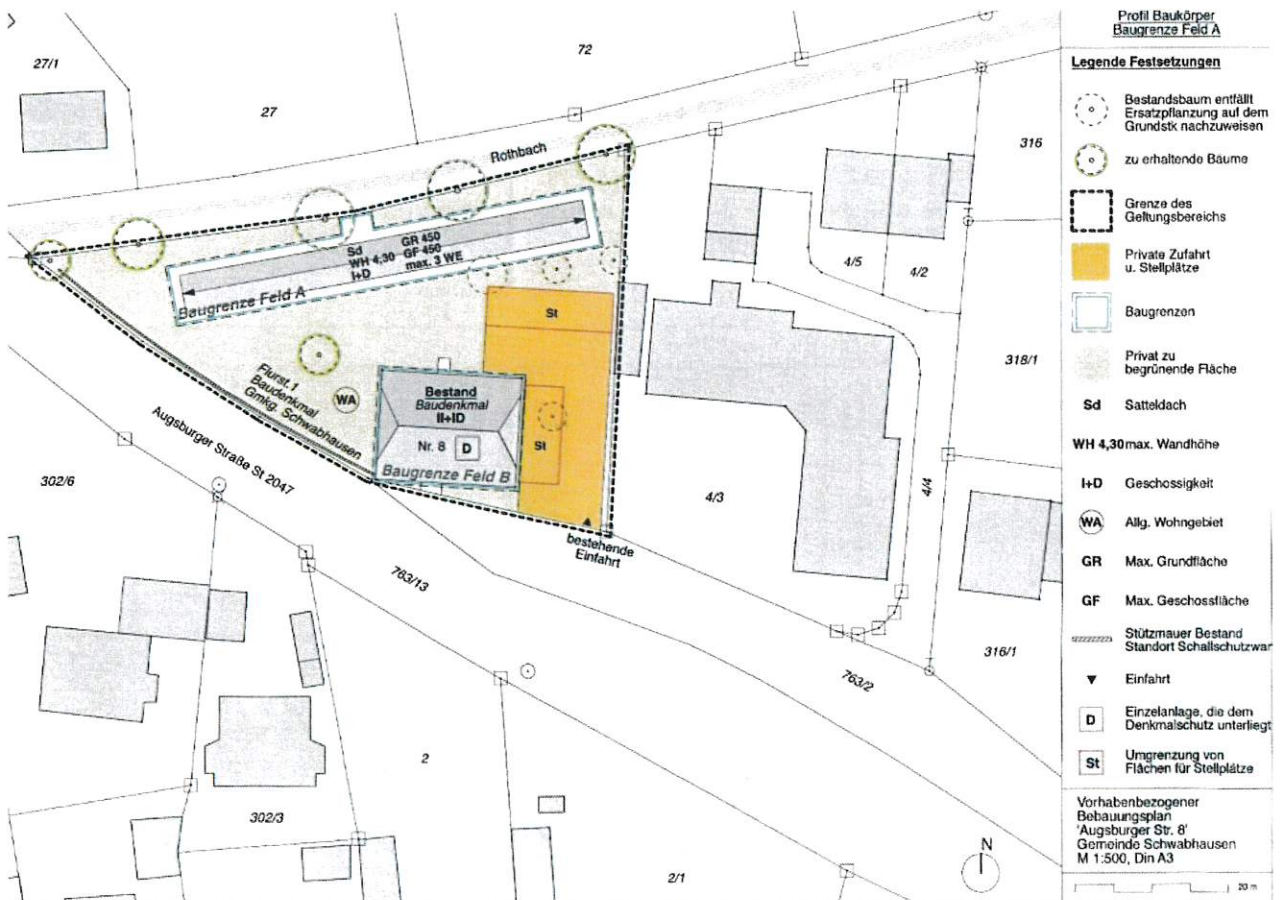 27/1
72
27
Rothbach
316
Sd GR 450
WH 4,30 GF 450
I+D max. 3 WE
Baugrenze Feld A
4/5
4/2
St
318/1
Flurst.1
Baudenkmal
Gmkg. Schwabhausen
WA
Bestand
Baudenkmal
II+ID
Nr. 8 D
Baugrenze Feld B
St
Augsburger Straße St 2047
302/6
4/3
4/4
bestehende
Einfahrt
763/13
763/2
316/1
2
302/3
2/1
N
Profil Baukörper
Baugrenze Feld A
Legende Festsetzungen
Bestandsbaum entfällt
Ersatzpflanzung auf dem
Grundstk nachzuweisen
zu erhaltende Bäume
Grenze des
Geltungsbereichs
Private Zufahrt
u. Stellplätze
Baugrenzen
Privat zu
begrünende Fläche
Sd Satteldach
WH 4,30 max. Wandhöhe
I+D Geschossigkeit
WA Allg. Wohngebiet
GR Max. Grundfläche
GF Max. Geschossfläche
Stützmauer Bestand
Standort Schallschutzwan
Einfahrt
D Einzelanlage, die dem
Denkmalschutz unterliegt
St Umgrenzung von
Flächen für Stellplätze
Vorhabenbezogener
Bebauungsplan
'Augsburger Str. 8'
Gemeinde Schwabhausen
M 1:500, Din A3
20 m